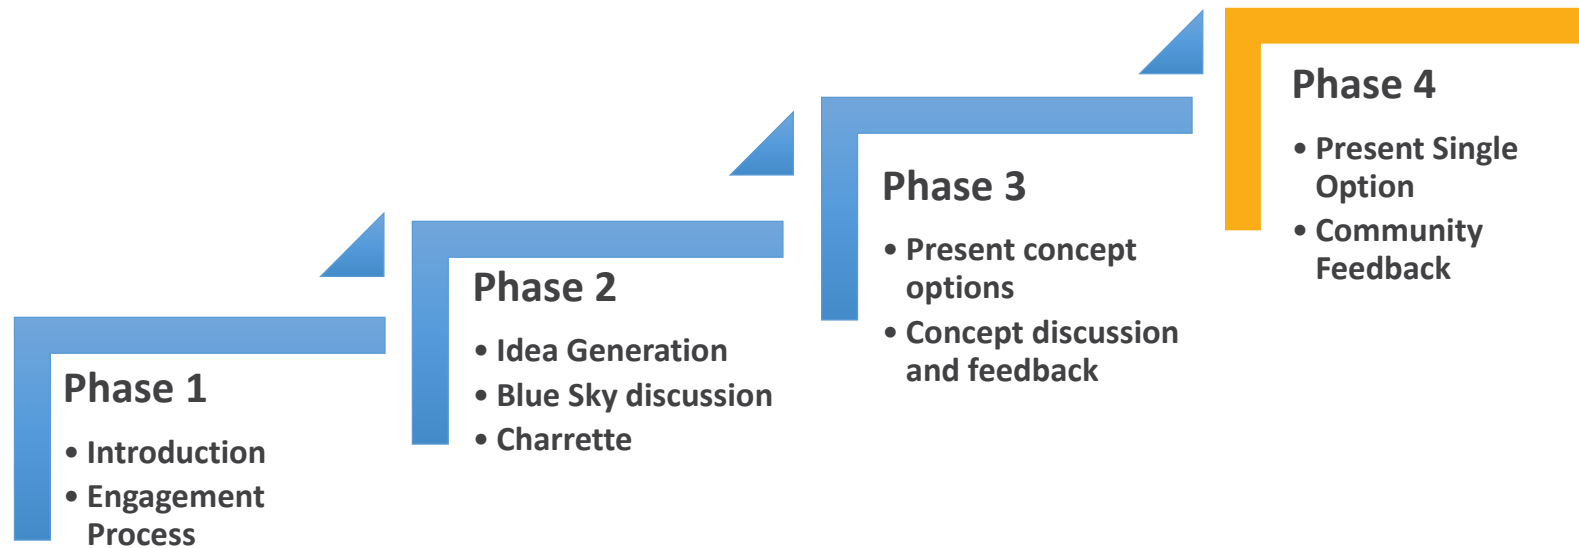 Phase 1
• Introduction
• Engagement
Process
Phase 2
• Idea Generation
• Blue Sky discussion
• Charrette
Phase 3
• Present concept
options
• Concept discussion
and feedback
Phase 4
• Present Single
Option
• Community
Feedback